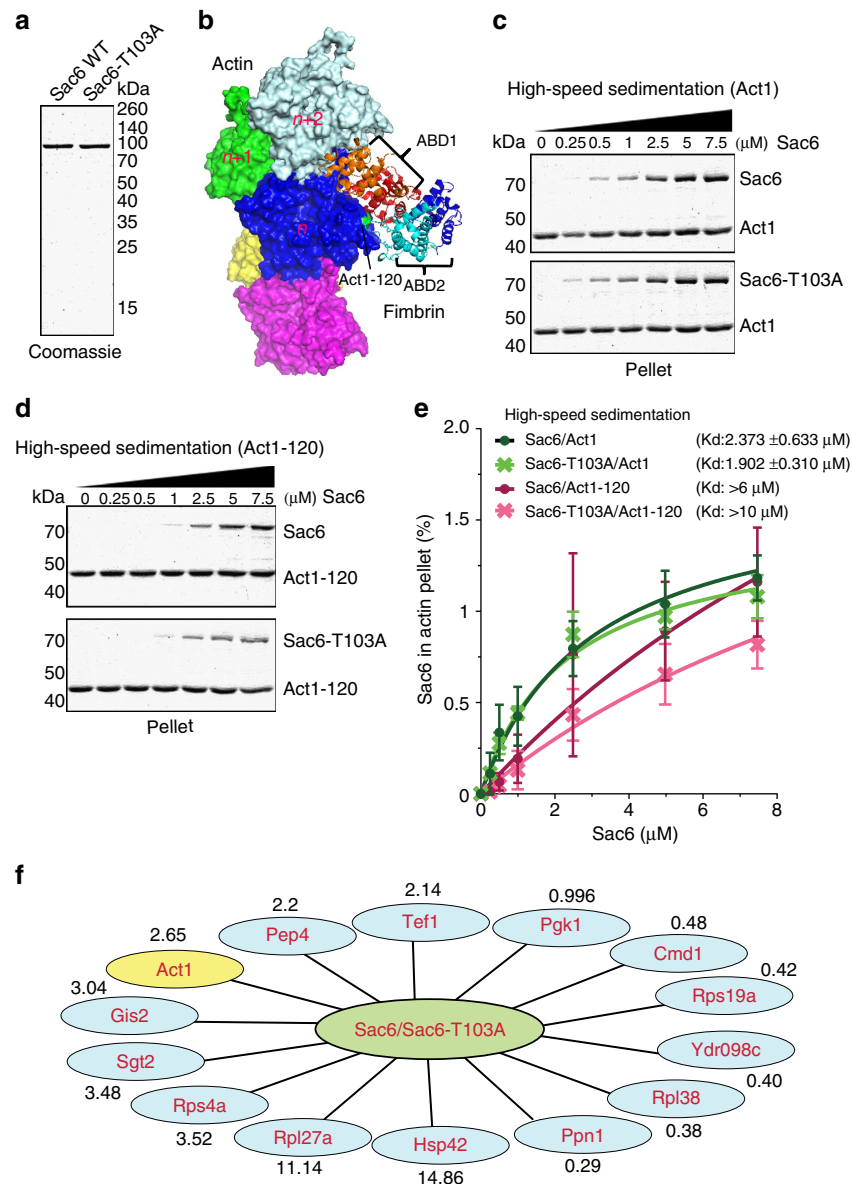 a
Sac6 WT
Sac6-T103A
kDa
260
140
100
70
50
40
35
25
15
Coomassie
b
Actin
n+2
n+1
n
ABD1
Act1-120
ABD2
Fimbrin
c
High-speed sedimentation (Act1)
kDa 0 0.25 0.5 1 2.5 5 7.5 (μM) Sac6
70
50
40
Sac6
Act1
70
50
40
Sac6-T103A
Act1
Pellet
d
High-speed sedimentation (Act1-120)
kDa 0 0.25 0.5 1 2.5 5 7.5 (μM) Sac6
70
50
40
Sac6
Act1-120
70
50
40
Sac6-T103A
Act1-120
Pellet
e
High-speed sedimentation
Sac6/Act1 (Kd:2.373 ±0.633 μM)
Sac6-T103A/Act1 (Kd:1.902 ±0.310 μM)
Sac6/Act1-120 (Kd: >6 μM)
Sac6-T103A/Act1-120 (Kd: >10 μM)
Sac6 in actin pellet (%)
2.0
1.5
1
0.5
0
0 2 4 6 8
Sac6 (μM)
f
2.65
Act1
2.2
Pep4
2.14
Tef1
0.996
Pgk1
0.48
Cmd1
0.42
Rps19a
3.04
Gis2
Sac6/Sac6-T103A
Ydr098c
0.40
Sgt2
3.48
Rpl38
0.38
Rps4a
3.52
Rpl27a
11.14
Hsp42
14.86
Ppn1
0.29